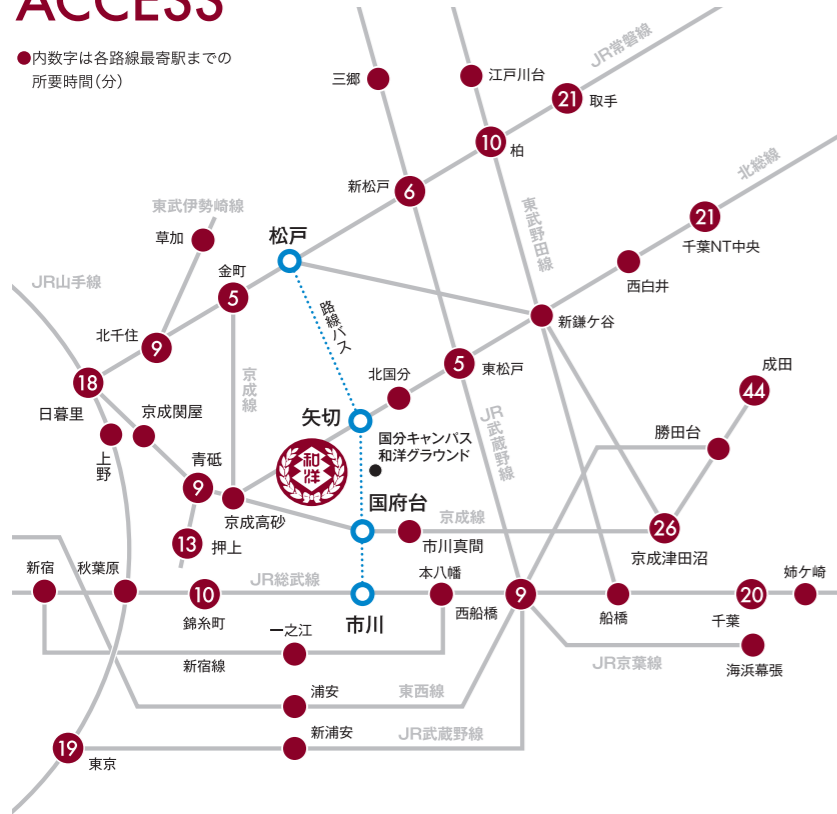 ACCESS
●内数字は各路線最寄駅までの
所要時間(分)
JR常磐線
三郷
江戸川台
21
取手
10
柏
北総線
新松戸
6
東武野田線
東武伊勢崎線
草加
松戸
21
千葉NT中央
金町
5
西白井
JR山手線
路線バス
新鎌ケ谷
北千住
9
京成線
北国分
5
東松戸
成田
44
18
日暮里
京成関屋
上野
矢切
国分キャンパス
和洋グラウンド
和洋
JR武蔵野線
勝田台
青砥
9
京成高砂
国府台
京成線
市川真間
26
京成津田沼
13
押上
新宿
秋葉原
JR総武線
本八幡
10
錦糸町
市川
西船橋
9
船橋
20
千葉
姉ケ崎
一之江
新宿線
JR京葉線
海浜幕張
浦安
東西線
新浦安
JR武蔵野線
19
東京